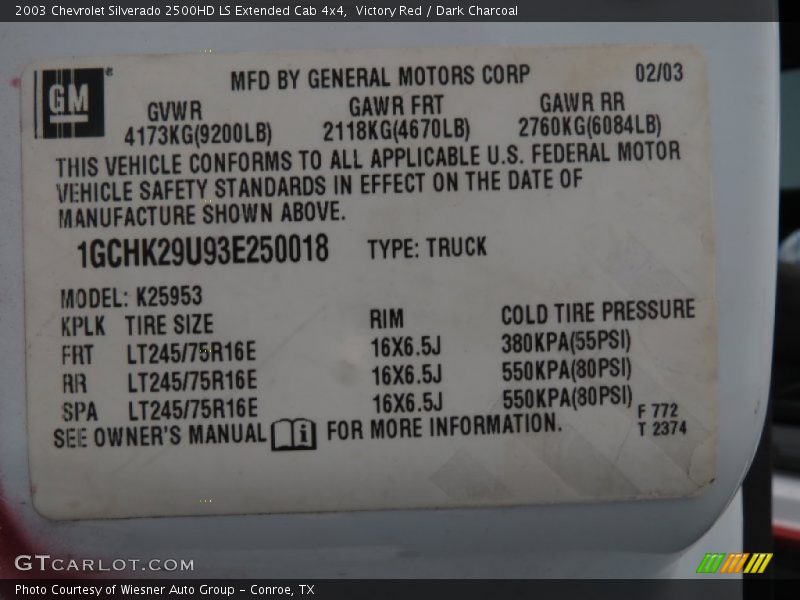 2003 Chevrolet Silverado 2500HD LS Extended Cab 4x4, Victory Red / Dark Charcoal
GM ®
MFD BY GENERAL MOTORS CORP 02/03
GVWR GAWR FRT GAWR RR
4173KG(9200LB) 2118KG(4670LB) 2760KG(6084LB)
THIS VEHICLE CONFORMS TO ALL APPLICABLE U.S. FEDERAL MOTOR
VEHICLE SAFETY STANDARDS IN EFFECT ON THE DATE OF
MANUFACTURE SHOWN ABOVE.
1GCHK29U93E250018 TYPE: TRUCK
MODEL: K25953
KPLK TIRE SIZE RIM COLD TIRE PRESSURE
FRT LT245/75R16E 16X6.5J 380KPA(55PSI)
RR LT245/75R16E 16X6.5J 550KPA(80PSI)
SPA LT245/75R16E 16X6.5J 550KPA(80PSI)
F 772
SEE OWNER'S MANUAL i FOR MORE INFORMATION.
T 2374
GTCARLOT.COM
Photo Courtesy of Wiesner Auto Group - Conroe, TX